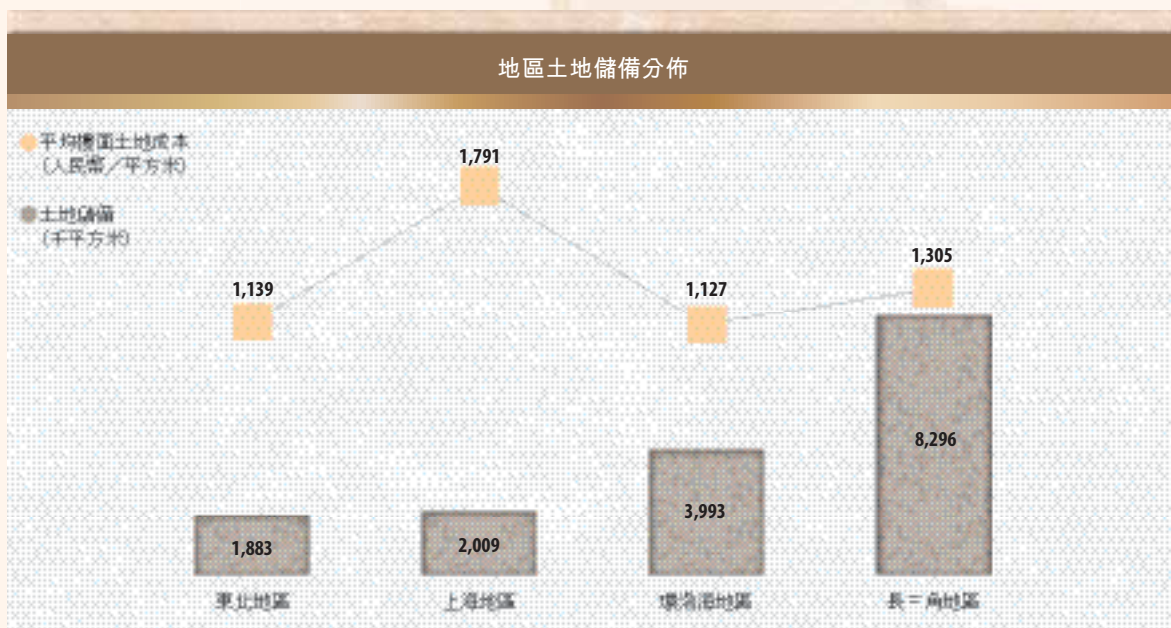 地區土地儲備分佈
平均樓面土地成本
(人民幣／平方米)
土地儲備
(千平方米)
1,791
1,305
1,139
1,127
8,296
3,993
2,009
1,883
東北地區
上海地區
環渤海地區
長三角地區